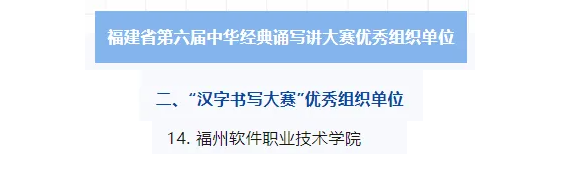 福建省第六届中华经典诵写讲大赛优秀组织单位
二、“汉字书写大赛”优秀组织单位
14. 福州软件职业技术学院